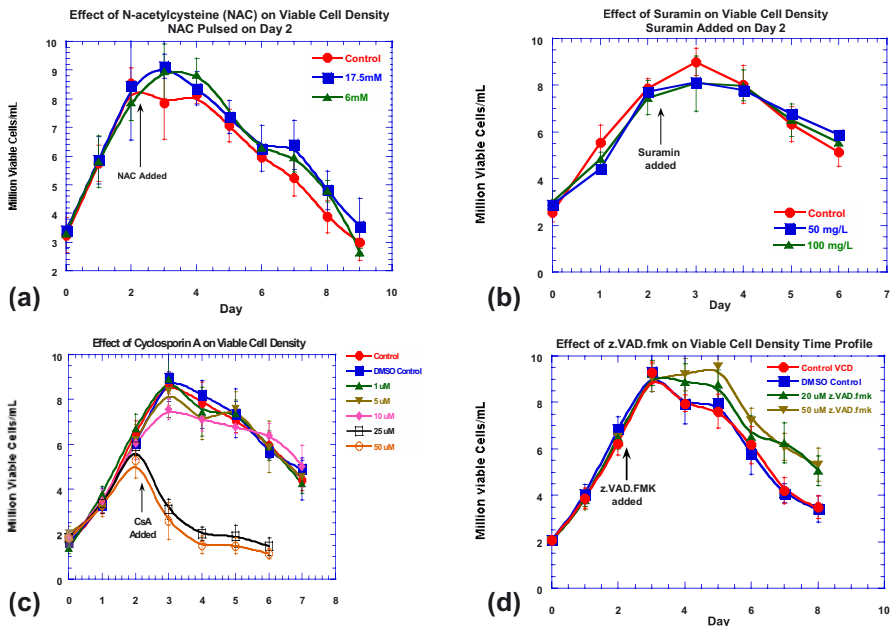 Effect of N-acetylcysteine (NAC) on Viable Cell Density
NAC Pulsed on Day 2
10
9
8
7
6
5
4
3
2
Million Viable Cells/mL
Control
17.5mM
6mM
NAC Added
0
2
4
6
8
10
Day
(a)
Effect of Suramin on Viable Cell Density
Suramin Added on Day 2
10
8
6
4
2
0
Million Viable Cells/mL
Suramin
added
Control
50 mg/L
100 mg/L
0
1
2
3
4
5
6
7
Day
(b)
Effect of Cyclosporin A on Viable Cell Density
10
8
6
4
2
0
Million Viable Cells/mL
Control
DMSO Control
1 uM
5 uM
10 uM
25 uM
50 uM
CsA
Added
0
1
2
3
4
5
6
7
8
Day
(c)
Effect of z.VAD.fmk on Viable Cell Density Time Profile
10
8
6
4
2
0
Million viable Cells/mL
Control VCD
DMSO Control
20 uM z.VAD.fmk
50 uM z.VAD.fmk
z.VAD.FMK
added
0
2
4
6
8
10
Day
(d)